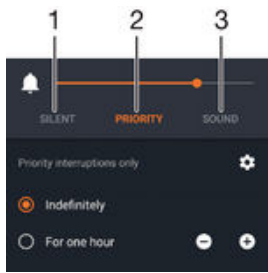 1 2 3
SILENT PRIORITY SOUND
Priority interruptions only
Indefinitely
For one hour